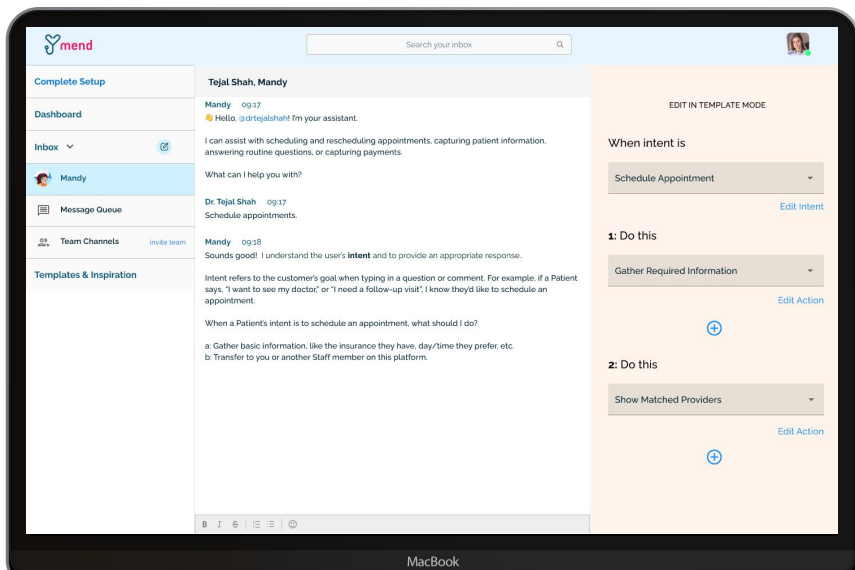 mend
Search your inbox
Complete Setup
Dashboard
Inbox
Mandy
Message Queue
Team Channels invite team
Templates & Inspiration
Tejal Shah, Mandy
Mandy 09:17
👋 Hello, @drtejalshah! I'm your assistant.
I can assist with scheduling and rescheduling appointments, capturing patient information,
answering routine questions, or capturing payments.
What can I help you with?
Dr. Tejal Shah 09:17
Schedule appointments.
Mandy 09:18
Sounds good! I understand the user's intent and to provide an appropriate response.
Intent refers to the customer's goal when typing in a question or comment. For example, if a Patient
says, "I want to see my doctor," or "I need a follow-up visit", I know they'd like to schedule an
appointment.
When a Patient's intent is to schedule an appointment, what should I do?
a: Gather basic information, like the insurance they have, day/time they prefer, etc.
b: Transfer to you or another Staff member on this platform.
B I S
EDIT IN TEMPLATE MODE
When intent is
Schedule Appointment
Edit Intent
1: Do this
Gather Required Information
Edit Action
2: Do this
Show Matched Providers
Edit Action
MacBook